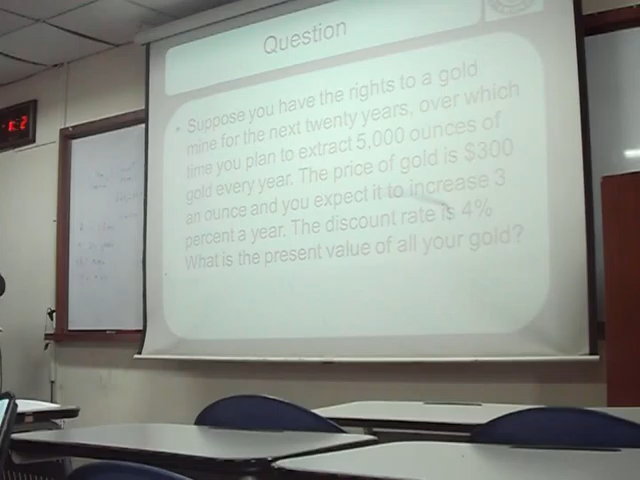 Question
• Suppose you have the rights to a gold
mine for the next twenty years, over which
time you plan to extract 5,000 ounces of
gold every year. The price of gold is $300
an ounce and you expect it to increase 3
percent a year. The discount rate is 4%
What is the present value of all your gold?